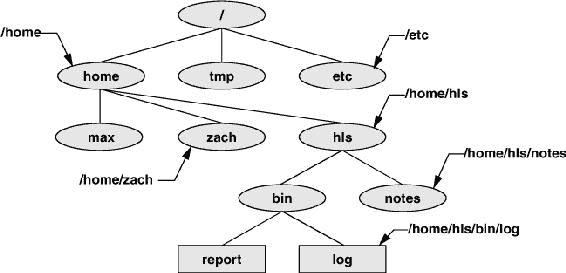 /
/home
/etc
home
tmp
etc
/home/hls
max
zach
hls
/home/zach
/home/hls/notes
bin
notes
/home/hls/bin/log
report
log